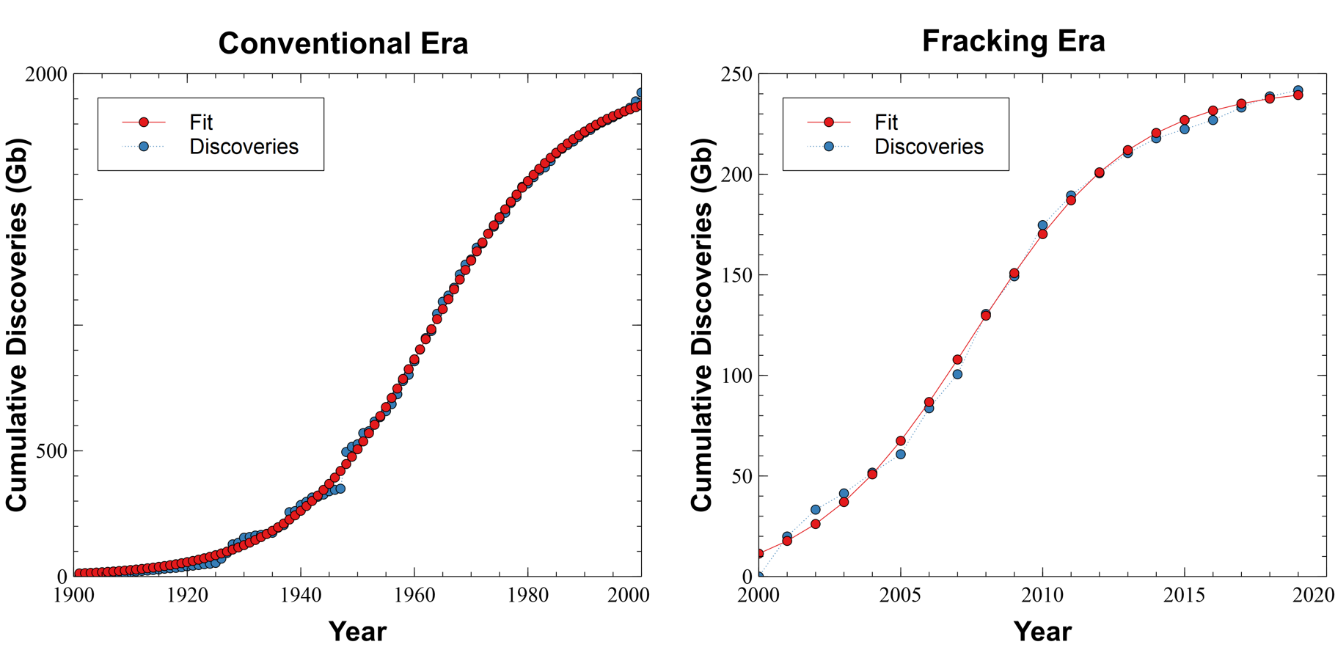 Conventional Era
2000
500
0
Cumulative Discoveries (Gb)
Fit
Discoveries
1900
1920
1940
1960
1980
2000
Year
Fracking Era
250
200
150
100
50
0
Cumulative Discoveries (Gb)
Fit
Discoveries
2000
2005
2010
2015
2020
Year